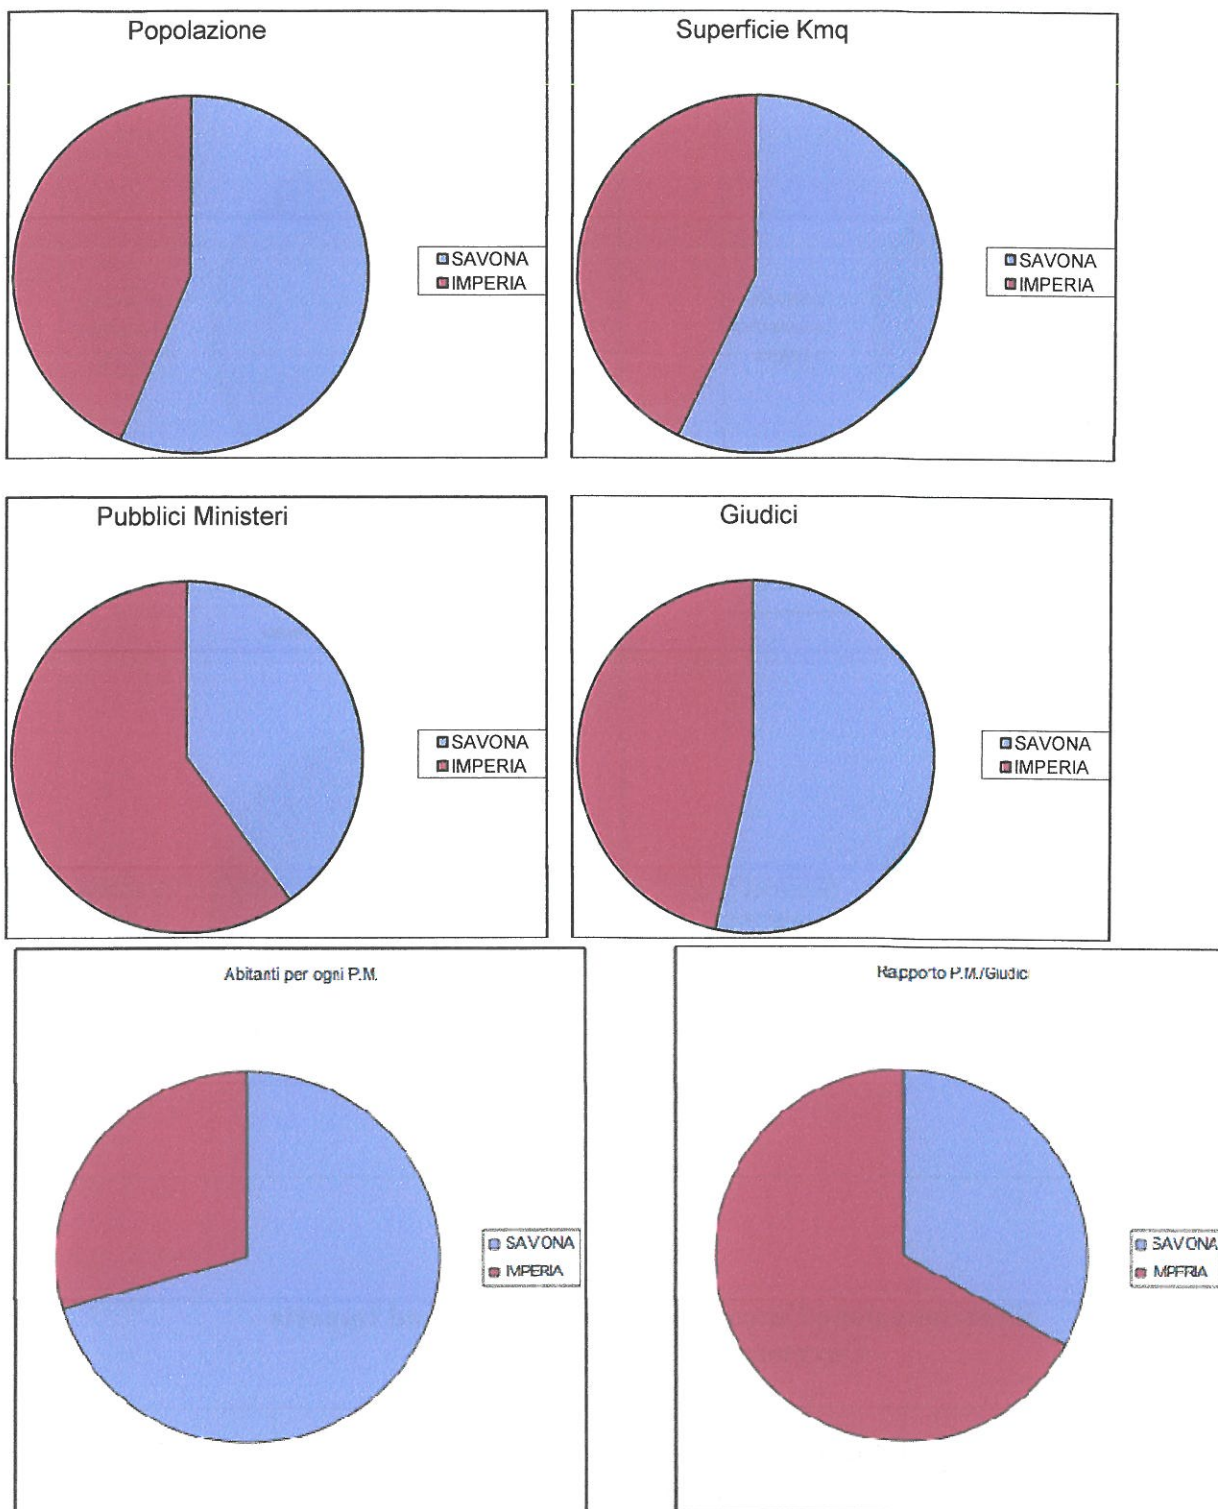 Popolazione
SAVONA
IMPERIA
Superficie Kmq
SAVONA
IMPERIA
Pubblici Ministeri
SAVONA
IMPERIA
Giudici
SAVONA
IMPERIA
Abitanti per ogni P.M.
SAVONA
IMPERIA
Rapporto P.M./Giudici
SAVONA
IMPERIA